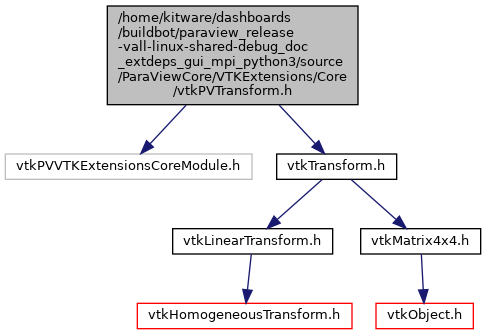 /home/kitware/dashboards
/buildbot/paraview_release
-vall-linux-shared-debug_doc
_extdeps_gui_mpi_python3/source
/ParaViewCore/VTKExtensions/Core
/vtkPVTransform.h
vtkPVVTKExtensionsCoreModule.h
vtkTransform.h
vtkLinearTransform.h
vtkMatrix4x4.h
vtkHomogeneousTransform.h
vtkObject.h